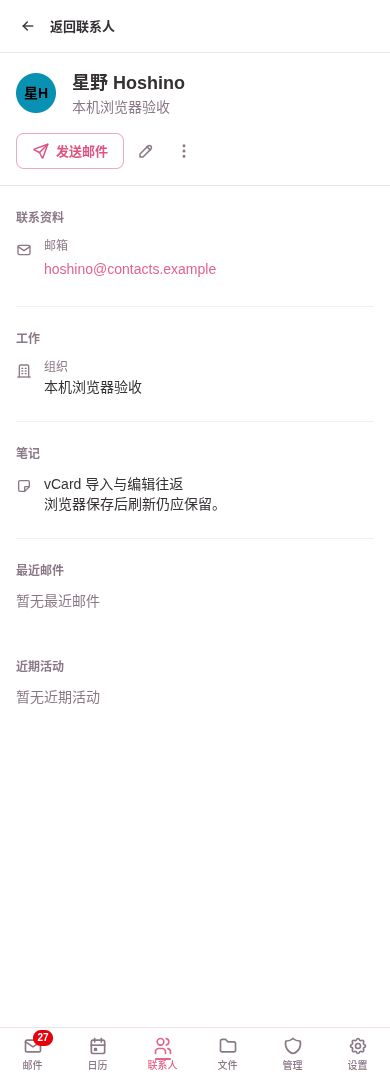 返回联系人
星H
星野 Hoshino
本机浏览器验收
发送邮件
联系资料
邮箱
hoshino@contacts.example
工作
组织
本机浏览器验收
笔记
vCard 导入与编辑往返
浏览器保存后刷新仍应保留。
最近邮件
暂无最近邮件
近期活动
暂无近期活动
27
邮件
日历
联系人
文件
管理
设置